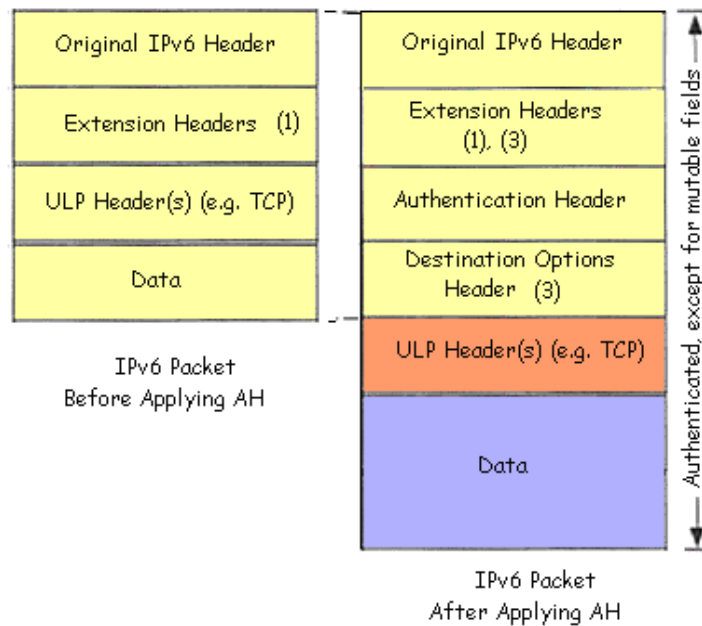 Original IPv6 Header
Extension Headers (1)
ULP Header(s) (e.g. TCP)
Data
IPv6 Packet
Before Applying AH
Original IPv6 Header
Extension Headers
(1), (3)
Authentication Header
Destination Options
Header (3)
ULP Header(s) (e.g. TCP)
Data
IPv6 Packet
After Applying AH
Authenticated, except for mutable fields